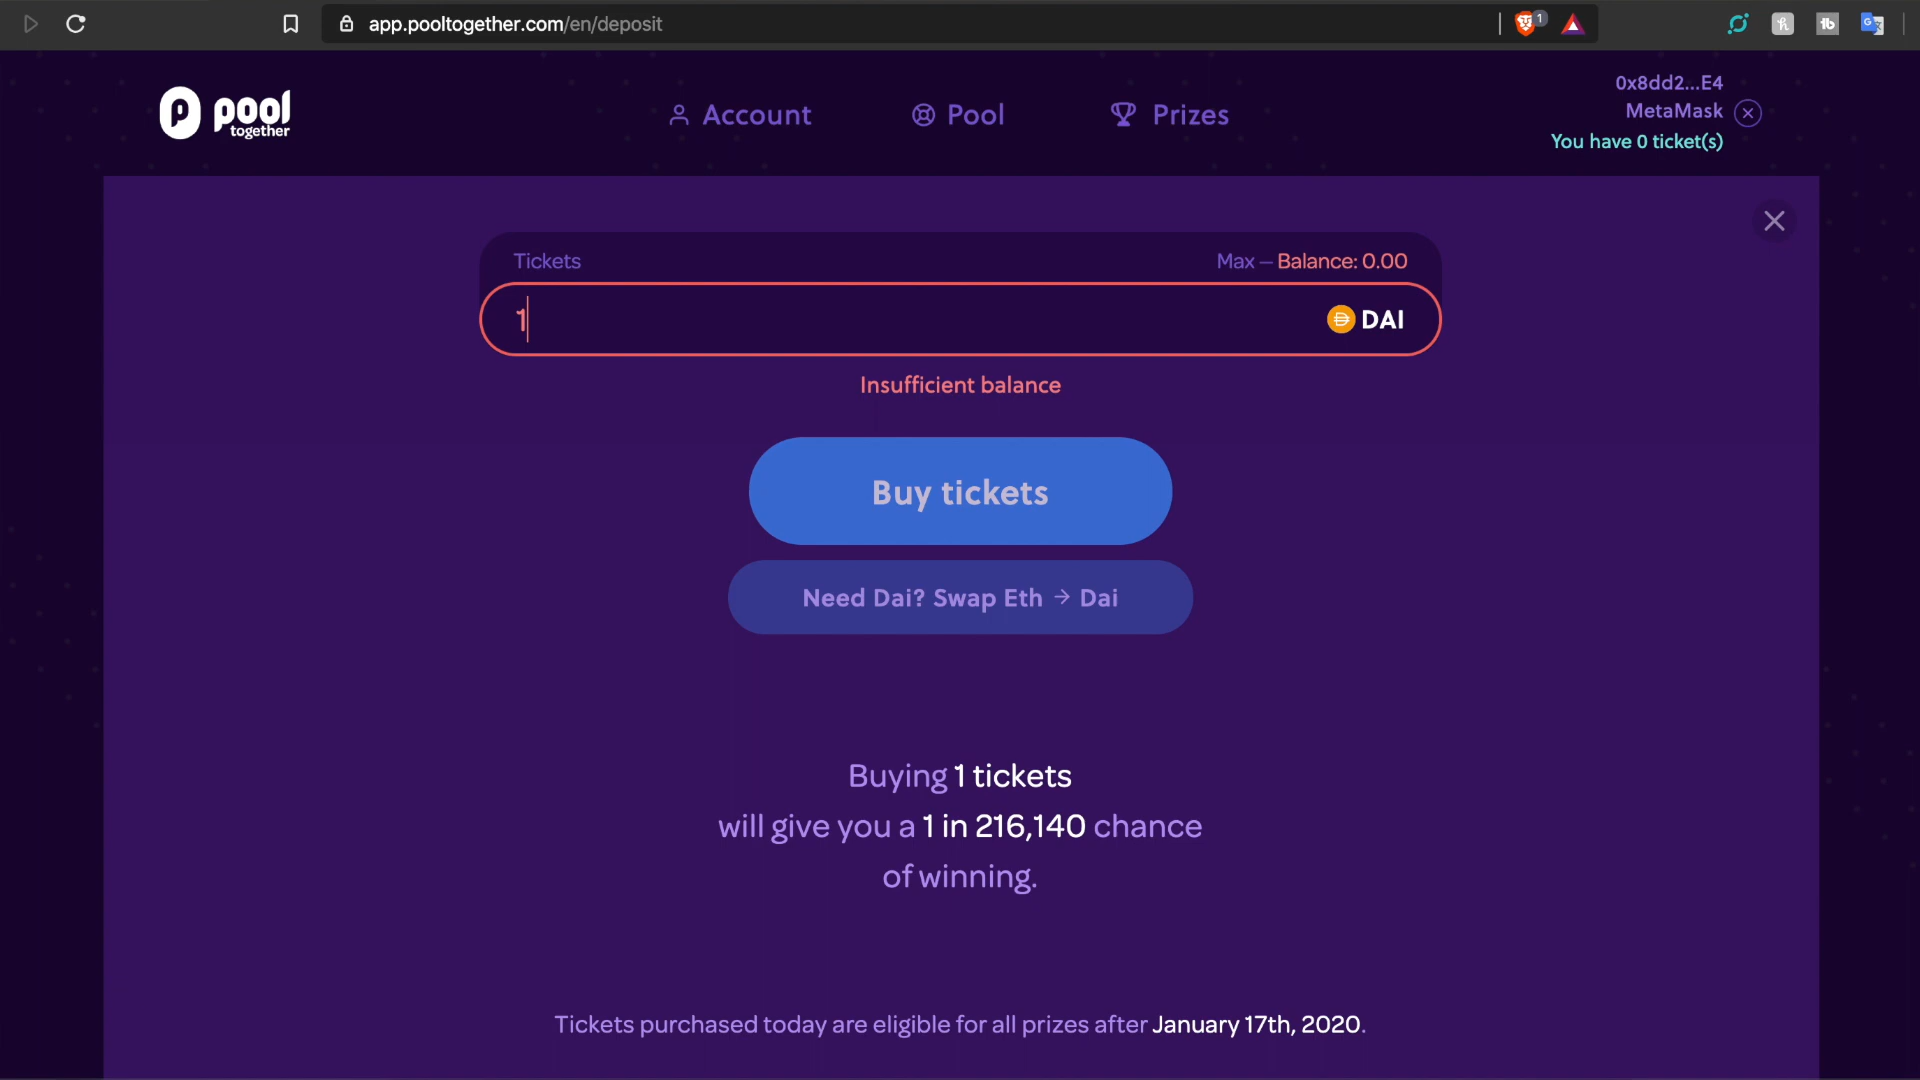 app.pooltogether.com/en/deposit
1
pool
together
Account
Pool
Prizes
0x8dd2...E4
MetaMask
You have 0 ticket(s)
Tickets
Max – Balance: 0.00
1
DAI
Insufficient balance
Buy tickets
Need Dai? Swap Eth → Dai
Buying 1 tickets
will give you a 1 in 216,140 chance
of winning.
Tickets purchased today are eligible for all prizes after January 17th, 2020.